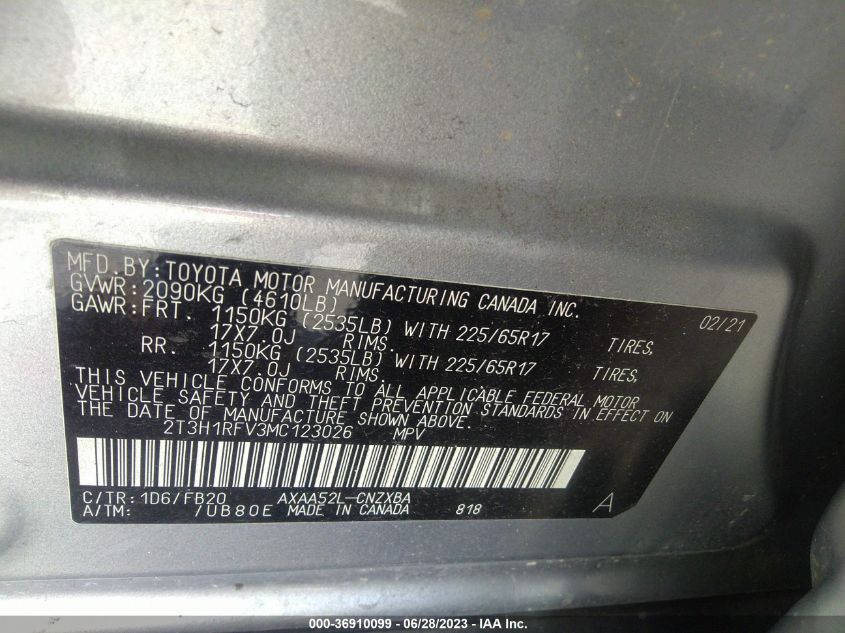 MFD.BY:TOYOTA MOTOR MANUFACTURING CANADA INC.
GVWR:2090KG (4610LB) 02/21
GAWR:FRT. 1150KG (2535LB) WITH 225/65R17 TIRES,
17X7.0J RIMS.
RR. 1150KG (2535LB) WITH 225/65R17 TIRES,
17X7.0J RIMS.
THIS VEHICLE CONFORMS TO ALL APPLICABLE FEDERAL MOTOR
VEHICLE SAFETY AND THEFT PREVENTION STANDARDS IN EFFECT ON
THE DATE OF MANUFACTURE SHOWN ABOVE.
2T3H1RFV3MC123026 MPV
C/TR:1D6/FB20 AXAA52L-CNZXBA
A/TM: /UB80E MADE IN CANADA 818 A
000-36910099 - 06/28/2023 - IAA Inc.